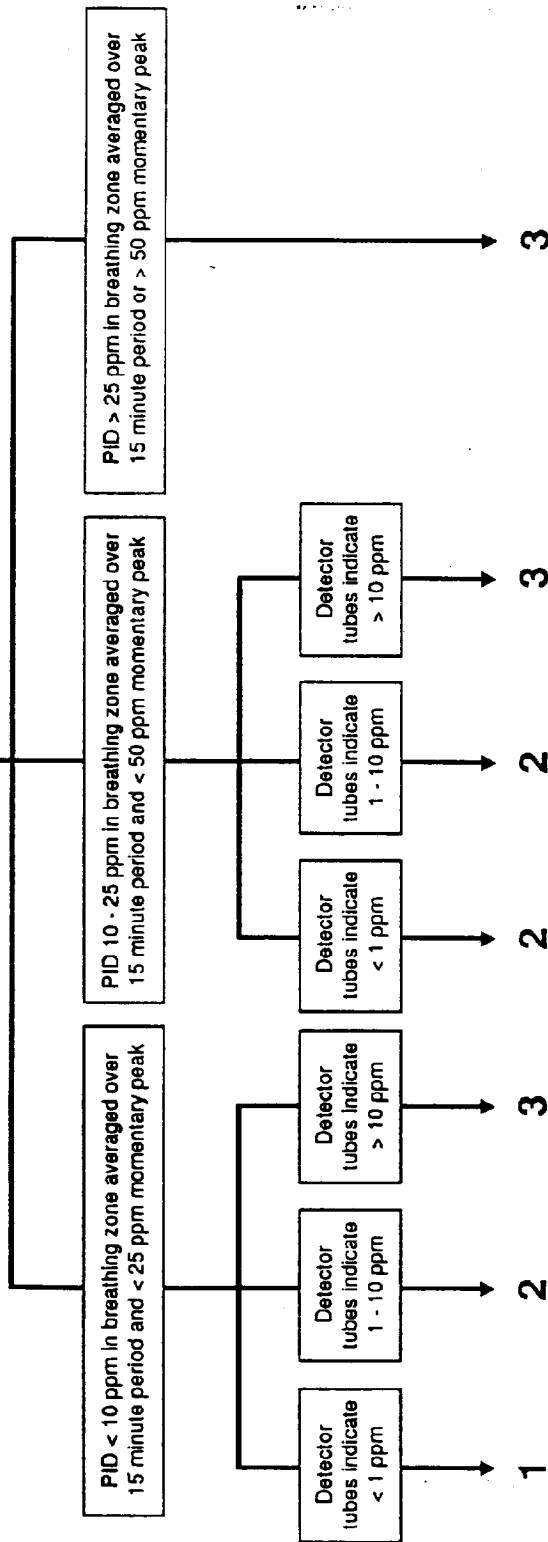 PID < 10 ppm in breathing zone averaged over
15 minute period and < 25 ppm momentary peak
PID 10 - 25 ppm in breathing zone averaged over
15 minute period and < 50 ppm momentary peak
PID > 25 ppm in breathing zone averaged over
15 minute period or > 50 ppm momentary peak
Detector
tubes indicate
< 1 ppm
Detector
tubes indicate
1 - 10 ppm
Detector
tubes Indicate
> 10 ppm
Detector
tubes indicate
< 1 ppm
Detector
tubes indicate
1 - 10 ppm
Detector
tubes indicate
> 10 ppm
1
2
3
2
2
3
3